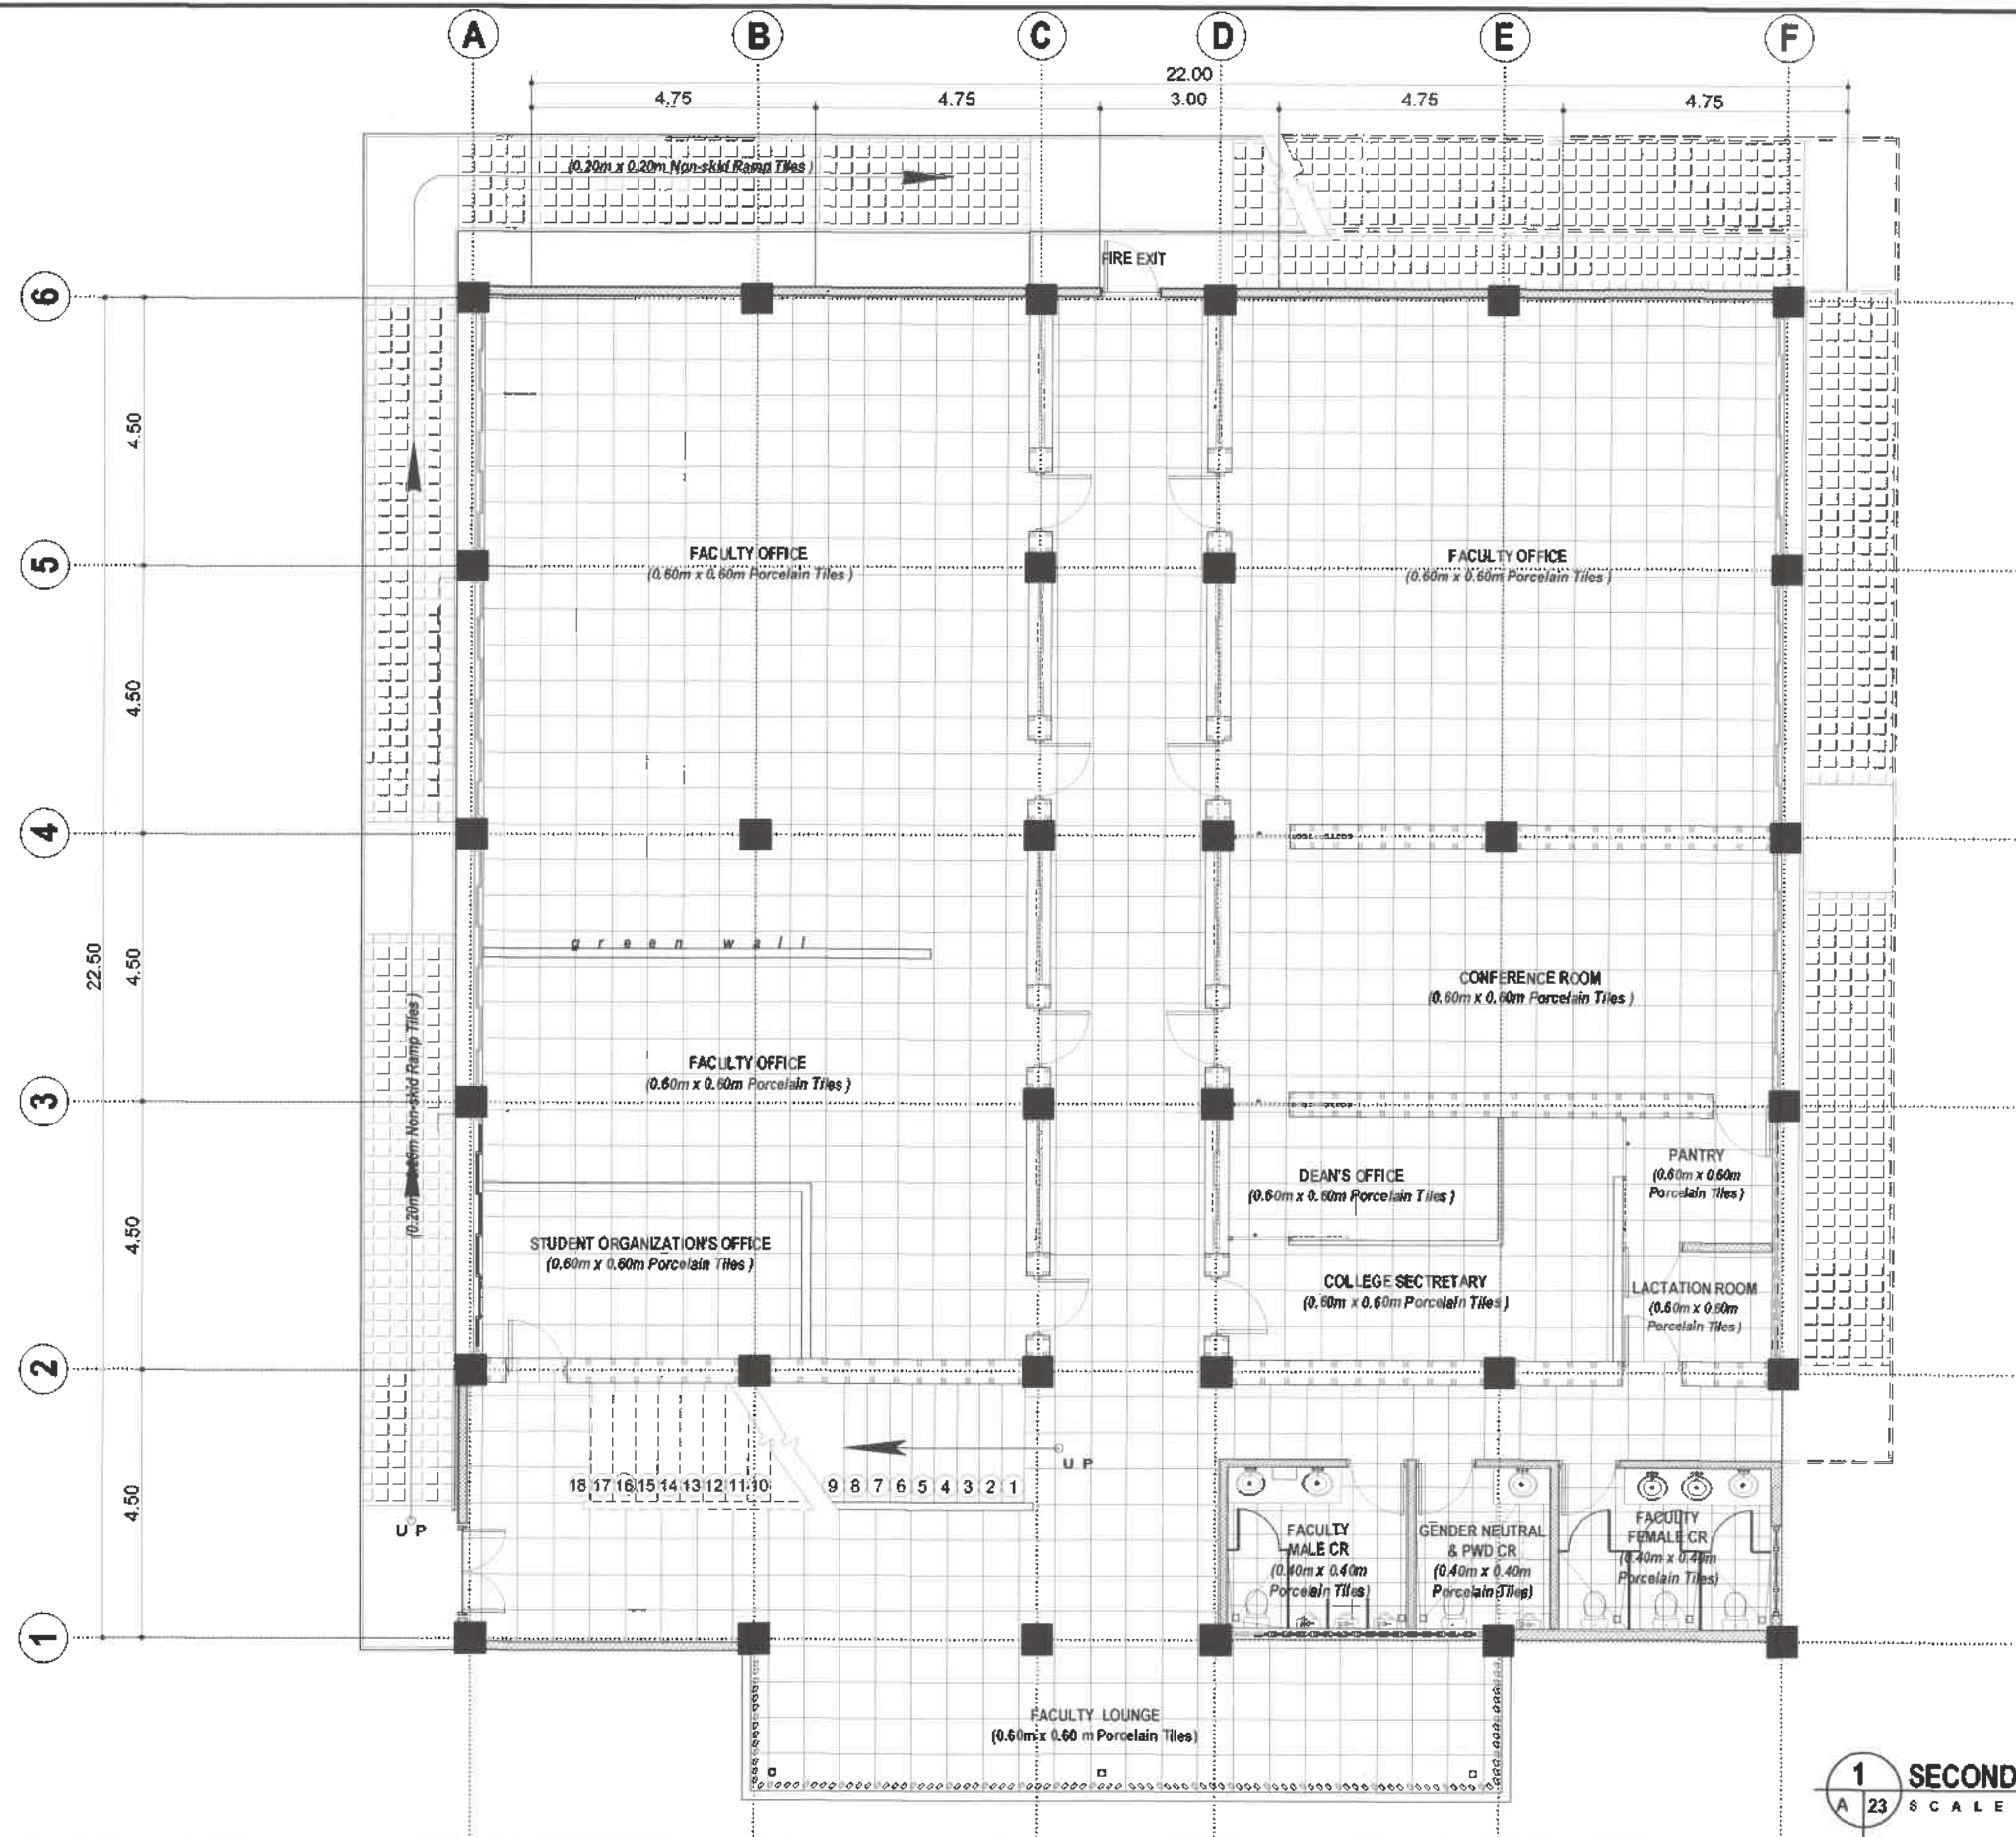 A B C D E F
22.00
4.75 4.75 3.00 4.75 4.75
(0.20m x 0.20m Non-skid Ramp Tiles )
FIRE EXIT
6
4.50
5
FACULTY OFFICE
(0.60m x 0.60m Porcelain Tiles )
FACULTY OFFICE
(0.60m x 0.60m Porcelain Tiles )
4.50
4
green wall
22.50
4.50
CONFERENCE ROOM
(0.60m x 0.60m Porcelain Tiles )
(0.20m x 0.20m Non-skid Ramp Tiles )
FACULTY OFFICE
(0.60m x 0.60m Porcelain Tiles )
3
DEAN'S OFFICE
(0.60m x 0.60m Porcelain Tiles )
PANTRY
(0.60m x 0.60m
Porcelain Tiles )
4.50
STUDENT ORGANIZATION'S OFFICE
(0.60m x 0.60m Porcelain Tiles )
COLLEGE SECTRETARY
(0.60m x 0.60m Porcelain Tiles )
LACTATION ROOM
(0.60m x 0.60m
Porcelain Tiles )
2
UP
18 17 16 15 14 13 12 11 10 9 8 7 6 5 4 3 2 1
4.50
UP
FACULTY
MALE CR
(0.40m x 0.40m
Porcelain Tiles)
GENDER NEUTRAL
& PWD CR
(0.40m x 0.40m
Porcelain Tiles)
FACULTY
FEMALE CR
(0.40m x 0.40m
Porcelain Tiles)
1
FACULTY LOUNGE
(0.60m x 0.60 m Porcelain Tiles)
1
A 23
SECOND
SCALE